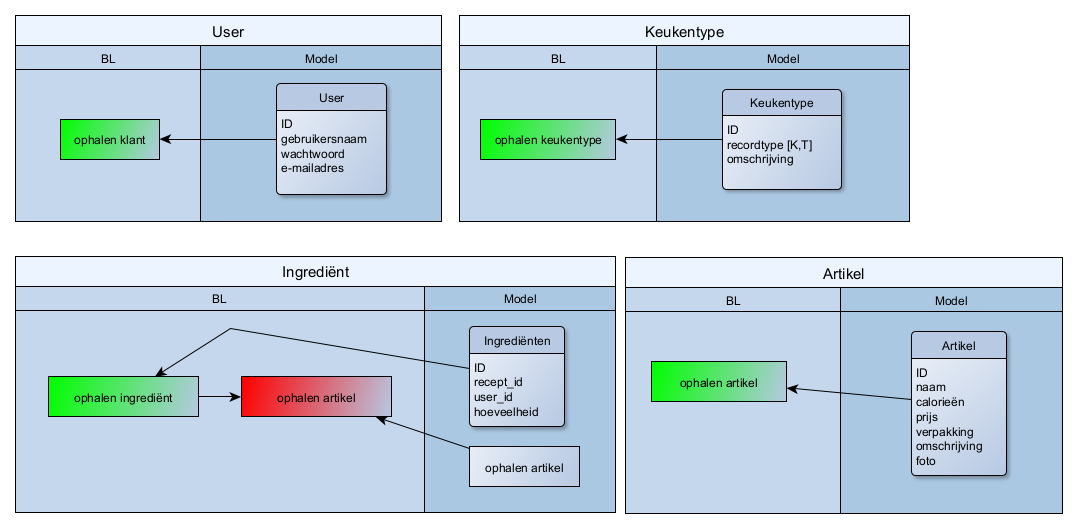 User
BL
Model
ophalen klant
User
ID
gebruikersnaam
wachtwoord
e-mailadres
Keukentype
BL
Model
ophalen keukentype
Keukentype
ID
recordtype [K,T]
omschrijving
Ingrediënt
BL
Model
ophalen ingrediënt
ophalen artikel
Ingrediënten
ID
recept_id
user_id
hoeveelheid
ophalen artikel
Artikel
BL
Model
ophalen artikel
Artikel
ID
naam
calorieën
prijs
verpakking
omschrijving
foto